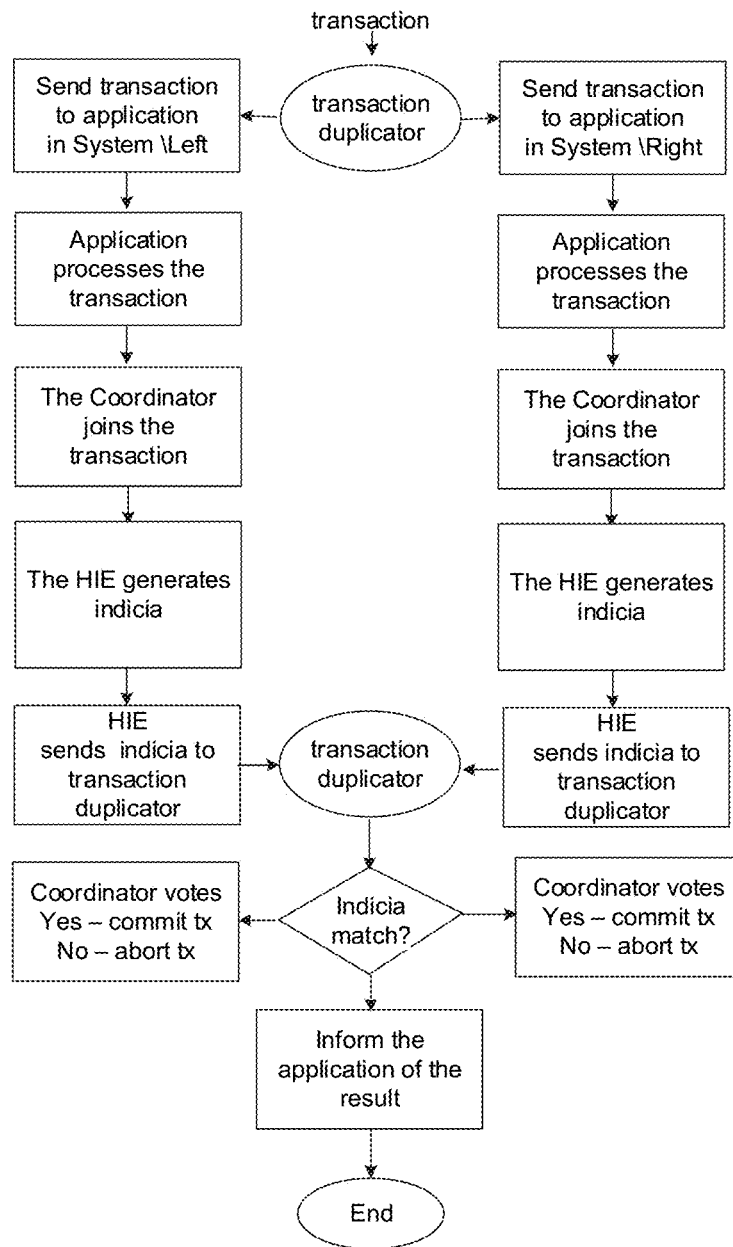 transaction
Send transaction
to application
in System \Left
transaction
duplicator
Send transaction
to application
in System \Right
Application
processes the
transaction
Application
processes the
transaction
The Coordinator
joins the
transaction
The Coordinator
joins the
transaction
The HIE generates
indicia
The HIE generates
indicia
HIE
sends indicia to
transaction
duplicator
transaction
duplicator
HIE
sends indicia to
transaction
duplicator
Coordinator votes
Yes – commit tx
No – abort tx
Indicia
match?
Coordinator votes
Yes – commit tx
No – abort tx
Inform the
application of the
result
End